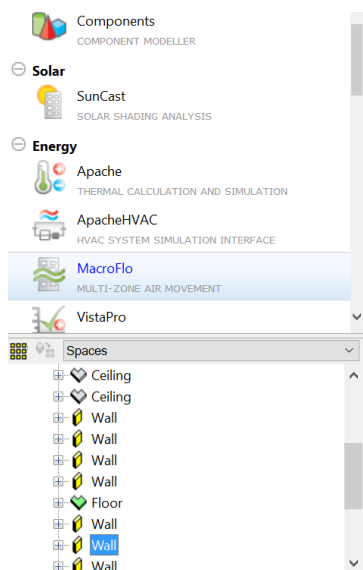 Components
COMPONENT MODELLER
Solar
SunCast
SOLAR SHADING ANALYSIS
Energy
Apache
THERMAL CALCULATION AND SIMULATION
ApacheHVAC
HVAC SYSTEM SIMULATION INTERFACE
MacroFlo
MULTI-ZONE AIR MOVEMENT
VistaPro
Spaces
Ceiling
Ceiling
Wall
Wall
Wall
Wall
Floor
Wall
Wall
Wall